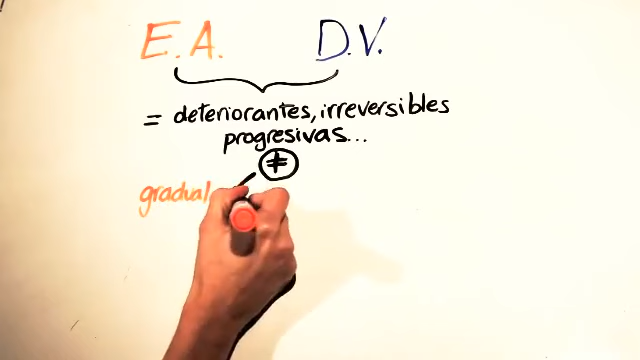 E.A. D.V.
= deteriorantes, irreversibles
progresivas...
≠
gradual